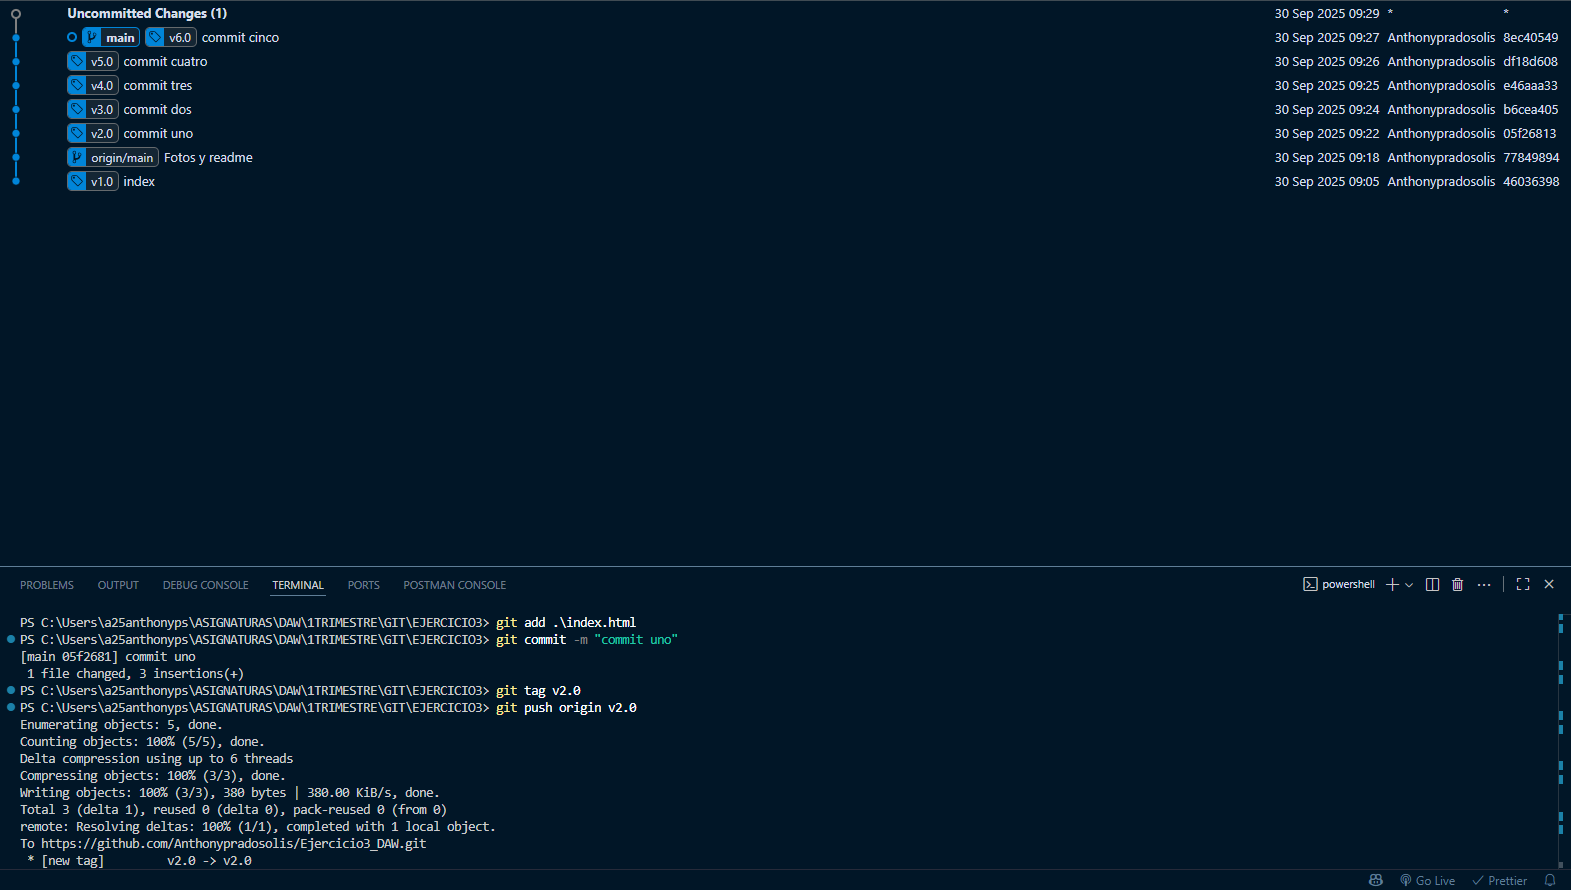 Uncommitted Changes (1) 30 Sep 2025 09:29 * *
main v6.0 commit cinco 30 Sep 2025 09:27 Anthonypradosolis 8ec40549
v5.0 commit cuatro 30 Sep 2025 09:26 Anthonypradosolis df18d608
v4.0 commit tres 30 Sep 2025 09:25 Anthonypradosolis e46aaa33
v3.0 commit dos 30 Sep 2025 09:24 Anthonypradosolis b6cea405
v2.0 commit uno 30 Sep 2025 09:22 Anthonypradosolis 05f26813
origin/main Fotos y readme 30 Sep 2025 09:18 Anthonypradosolis 77849894
v1.0 index 30 Sep 2025 09:05 Anthonypradosolis 46036398
PROBLEMS OUTPUT DEBUG CONSOLE TERMINAL PORTS POSTMAN CONSOLE powershell
PS C:\Users\a25anthonyps\ASIGNATURAS\DAW\1TRIMESTRE\GIT\EJERCICIO3> git add .\index.html
PS C:\Users\a25anthonyps\ASIGNATURAS\DAW\1TRIMESTRE\GIT\EJERCICIO3> git commit -m "commit uno"
[main 05f2681] commit uno
1 file changed, 3 insertions(+)
PS C:\Users\a25anthonyps\ASIGNATURAS\DAW\1TRIMESTRE\GIT\EJERCICIO3> git tag v2.0
PS C:\Users\a25anthonyps\ASIGNATURAS\DAW\1TRIMESTRE\GIT\EJERCICIO3> git push origin v2.0
Enumerating objects: 5, done.
Counting objects: 100% (5/5), done.
Delta compression using up to 6 threads
Compressing objects: 100% (3/3), done.
Writing objects: 100% (3/3), 380 bytes | 380.00 KiB/s, done.
Total 3 (delta 1), reused 0 (delta 0), pack-reused 0 (from 0)
remote: Resolving deltas: 100% (1/1), completed with 1 local object.
To https://github.com/Anthonypradosolis/Ejercicio3_DAW.git
* [new tag] v2.0 -> v2.0
Go Live Prettier